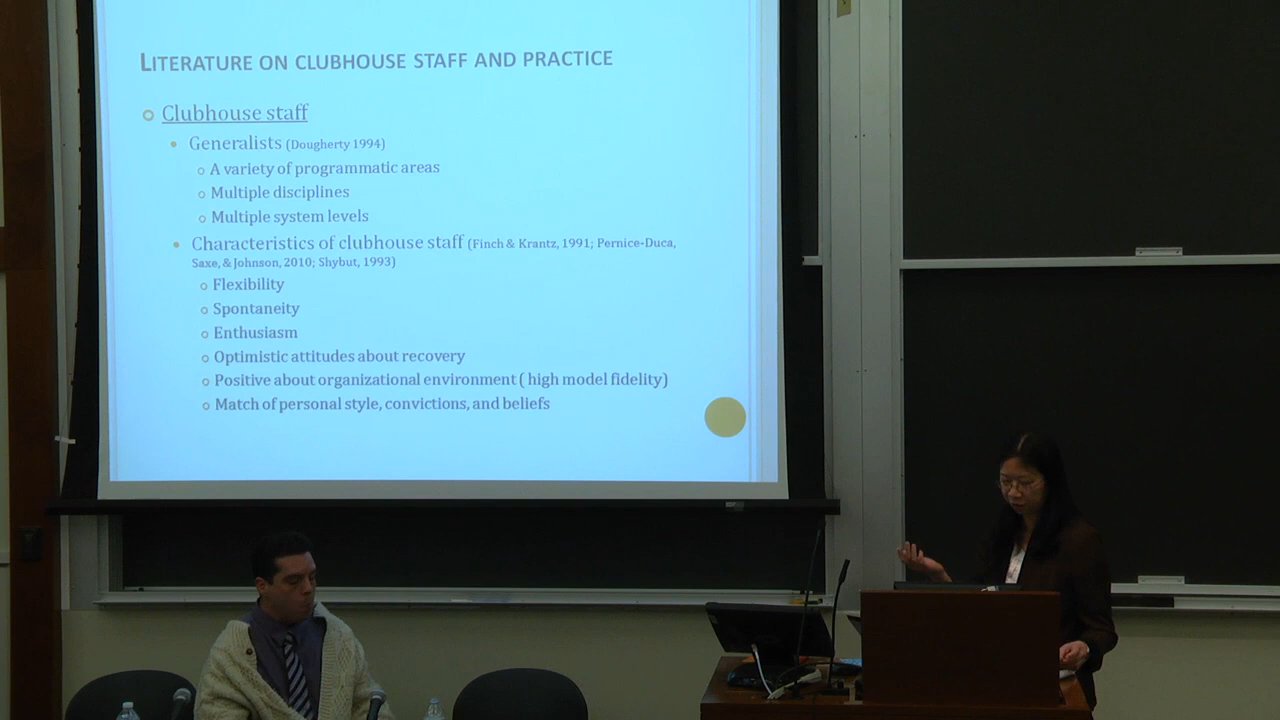 LITERATURE ON CLUBHOUSE STAFF AND PRACTICE
Clubhouse staff
Generalists (Dougherty 1994)
A variety of programmatic areas
Multiple disciplines
Multiple system levels
Characteristics of clubhouse staff (Finch & Krantz, 1991; Pernice-Duca,
Saxe, & Johnson, 2010; Shybut, 1993)
Flexibility
Spontaneity
Enthusiasm
Optimistic attitudes about recovery
Positive about organizational environment ( high model fidelity)
Match of personal style, convictions, and beliefs